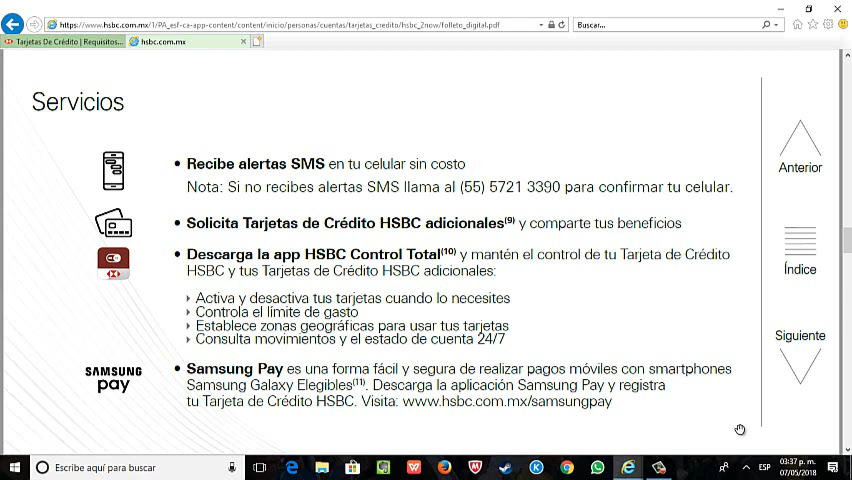 https://www.hsbc.com.mx/1/PA_esf-ca-app-content/content/inicio/personas/cuentas/tarjetas_credito/hsbc_2now/folleto_digital.pdf
Buscar...
Tarjetas De Crédito | Requisitos...
hsbc.com.mx
Servicios
• Recibe alertas SMS en tu celular sin costo
Nota: Si no recibes alertas SMS llama al (55) 5721 3390 para confirmar tu celular.
Anterior
• Solicita Tarjetas de Crédito HSBC adicionales(9) y comparte tus beneficios
• Descarga la app HSBC Control Total(10) y mantén el control de tu Tarjeta de Crédito
HSBC y tus Tarjetas de Crédito HSBC adicionales:
Índice
Activa y desactiva tus tarjetas cuando lo necesites
Controla el límite de gasto
Establece zonas geográficas para usar tus tarjetas
Consulta movimientos y el estado de cuenta 24/7
Siguiente
SAMSUNG
pay
• Samsung Pay es una forma fácil y segura de realizar pagos móviles con smartphones
Samsung Galaxy Elegibles(11). Descarga la aplicación Samsung Pay y registra
tu Tarjeta de Crédito HSBC. Visita: www.hsbc.com.mx/samsungpay
Escribe aquí para buscar
ESP
03:37 p. m.
07/05/2018